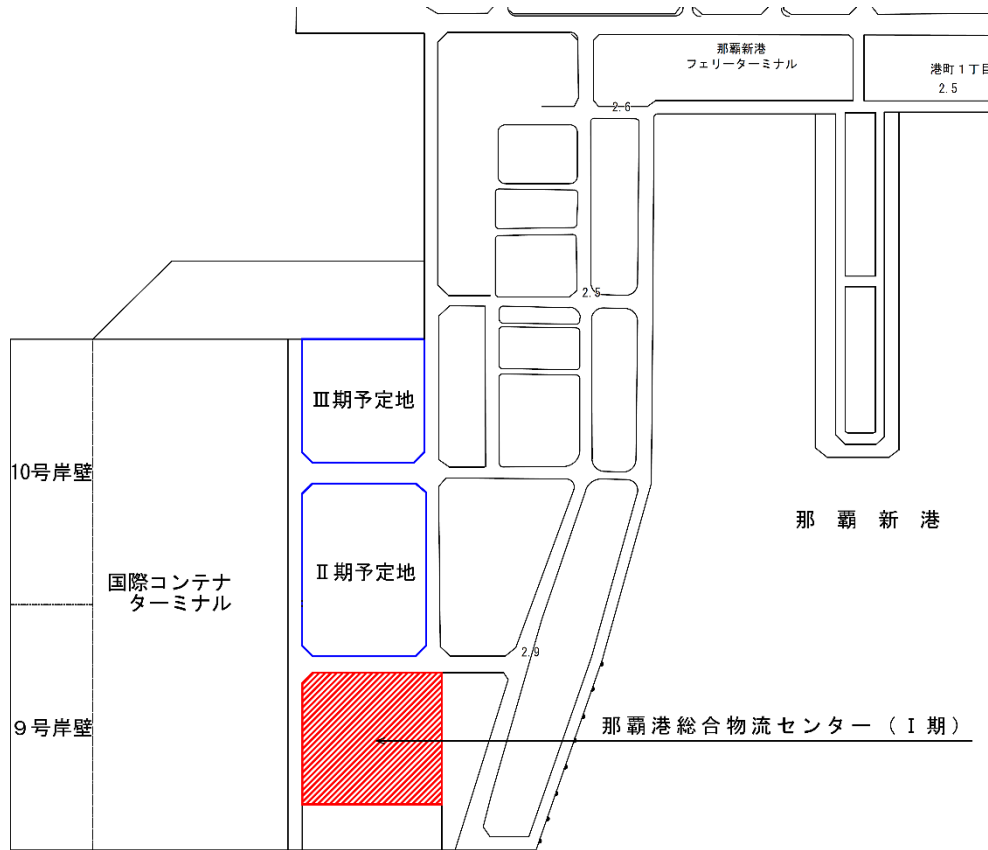 那覇新港
フェリーターミナル
港町1丁目
2.5
2.6
2.5
Ⅲ期予定地
10号岸壁
那覇新港
Ⅱ期予定地
国際コンテナ
ターミナル
2.9
9号岸壁
那覇港総合物流センター(Ⅰ期)